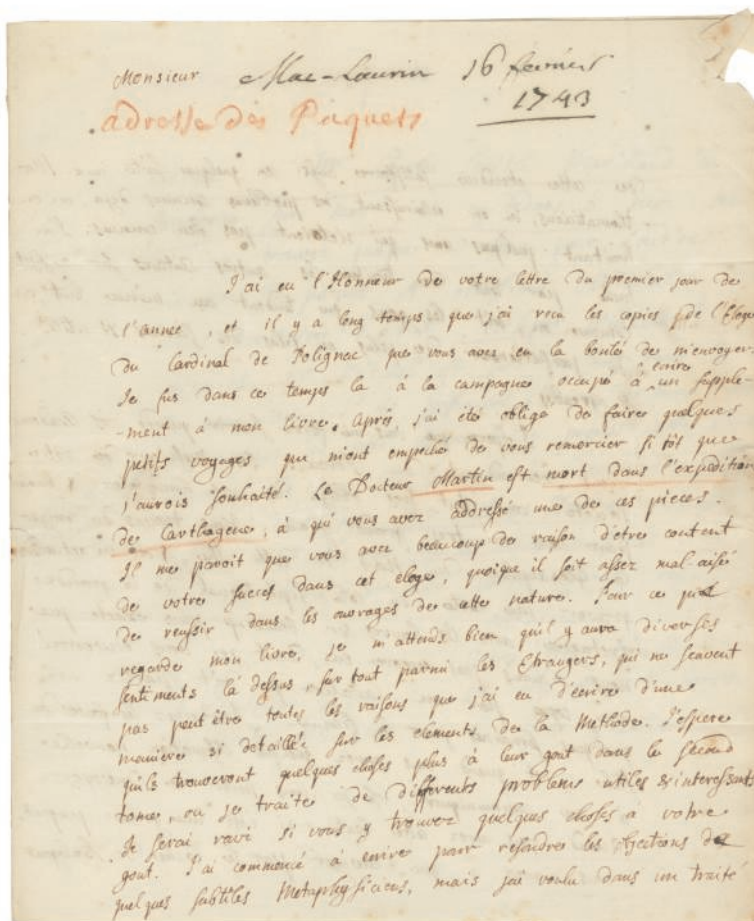 Monsieur Mac-Laurin 16 fevrier
1743
adresse des Paquets
J'ai eu l'Honneur de votre lettre du premier jour de
l'année, et il y a long temps que j'ai recu les copies de l'Eloge
du Cardinal de Polignac que vous avez eu la bonté de m'envoyer.
Je fus dans ce temps la à la campagne occupé à ecrire un supple-
-ment à mon livre. Après, j'ai été obligé de faire quelques
petits voyages qui m'ont empeché de vous remercier si tôt que
j'aurois souhaité. Le Docteur Martin est mort dans l'expedition
de Carthagene, à qui vous avez addressé une de ces pieces.
Il me paroit que vous avez beaucoup de raison d'etre content
de votre succes dans cet eloge, quoique il soit assez mal-aisé
de reussir dans les ouvrages de cette nature. Pour ce qui
regarde mon livre, je m'attends bien qu'il y aura diverses
sentiments là dessus, sur tout parmi les Etrangers, qui ne scavent
pas peut être toutes les raisons que j'ai eu d'écrire d'une
maniere si detaillée sur les elements de la Methode. J'espere
qu'ils trouveront quelques choses plus à leur gout dans le second
tome, ou je traite de differents problems utiles & interessants
Je serai ravi si vous y trouvez quelques choses à votre
gout. J'ai commencé à ecrire pour resoudre les objections de
quelques subtiles Metaphysiciens, mais j'ai voulu dans un traité